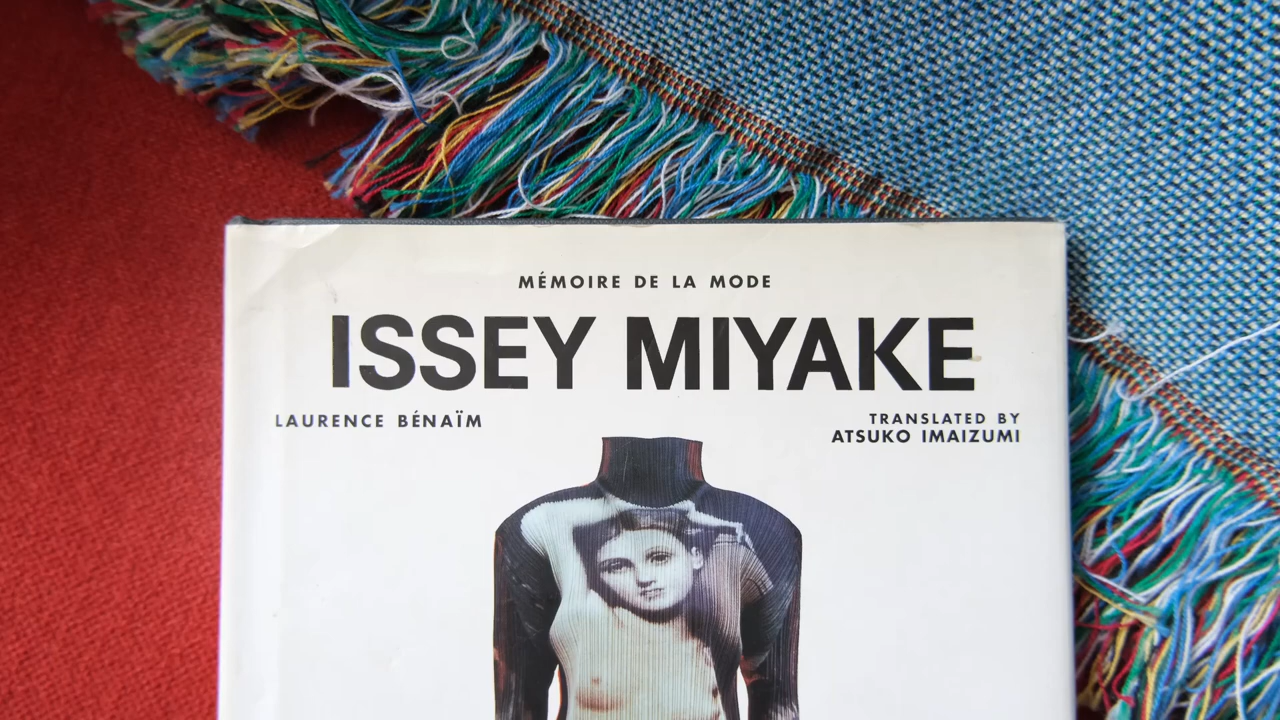 MÉMOIRE DE LA MODE
ISSEY MIYAKE
LAURENCE BÉNAÏM
TRANSLATED BY
ATSUKO IMAIZUMI